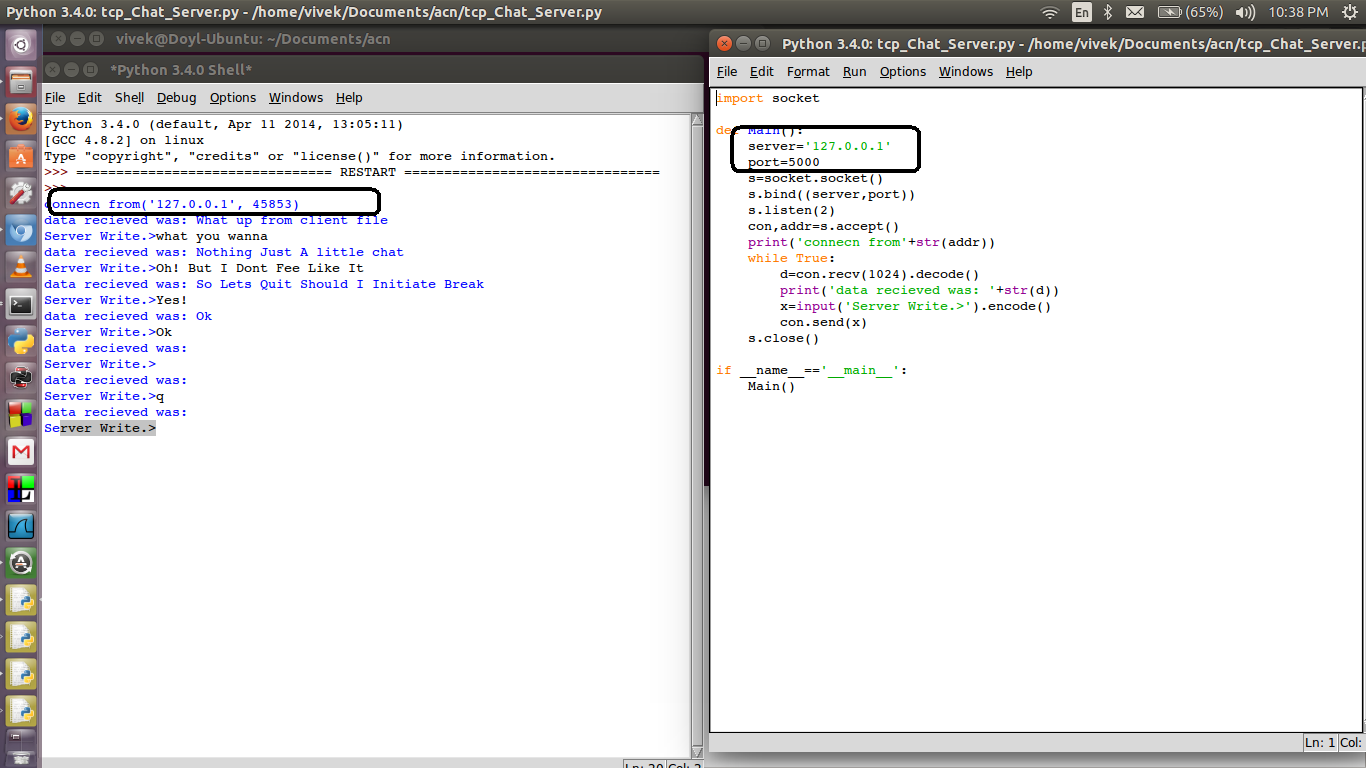 Python 3.4.0: tcp_Chat_Server.py - /home/vivek/Documents/acn/tcp_Chat_Server.py
En
(65%)
10:38 PM
vivek@Doyl-Ubuntu: ~/Documents/acn
*Python 3.4.0 Shell*
File Edit Shell Debug Options Windows Help
Python 3.4.0 (default, Apr 11 2014, 13:05:11)
[GCC 4.8.2] on linux
Type "copyright", "credits" or "license()" for more information.
>>> ================================ RESTART ================================
>>>
connecn from('127.0.0.1', 45853)
data recieved was: What up from client file
Server Write.>what you wanna
data recieved was: Nothing Just A little chat
Server Write.>Oh! But I Dont Fee Like It
data recieved was: So Lets Quit Should I Initiate Break
Server Write.>Yes!
data recieved was: Ok
Server Write.>Ok
data recieved was:
Server Write.>
data recieved was:
Server Write.>q
data recieved was:
Server Write.>
Python 3.4.0: tcp_Chat_Server.py - /home/vivek/Documents/acn/tcp_Server.p
File Edit Format Run Options Windows Help
import socket
def Main():
    server='127.0.0.1'
    port=5000
    s=socket.socket()
    s.bind((server,port))
    s.listen(2)
    con,addr=s.accept()
    print('connecn from'+str(addr))
    while True:
        d=con.recv(1024).decode()
        print('data recieved was: '+str(d))
        x=input('Server Write.>').encode()
        con.send(x)
    s.close()
if __name__=='__main__':
    Main()
Ln: 1 Col: